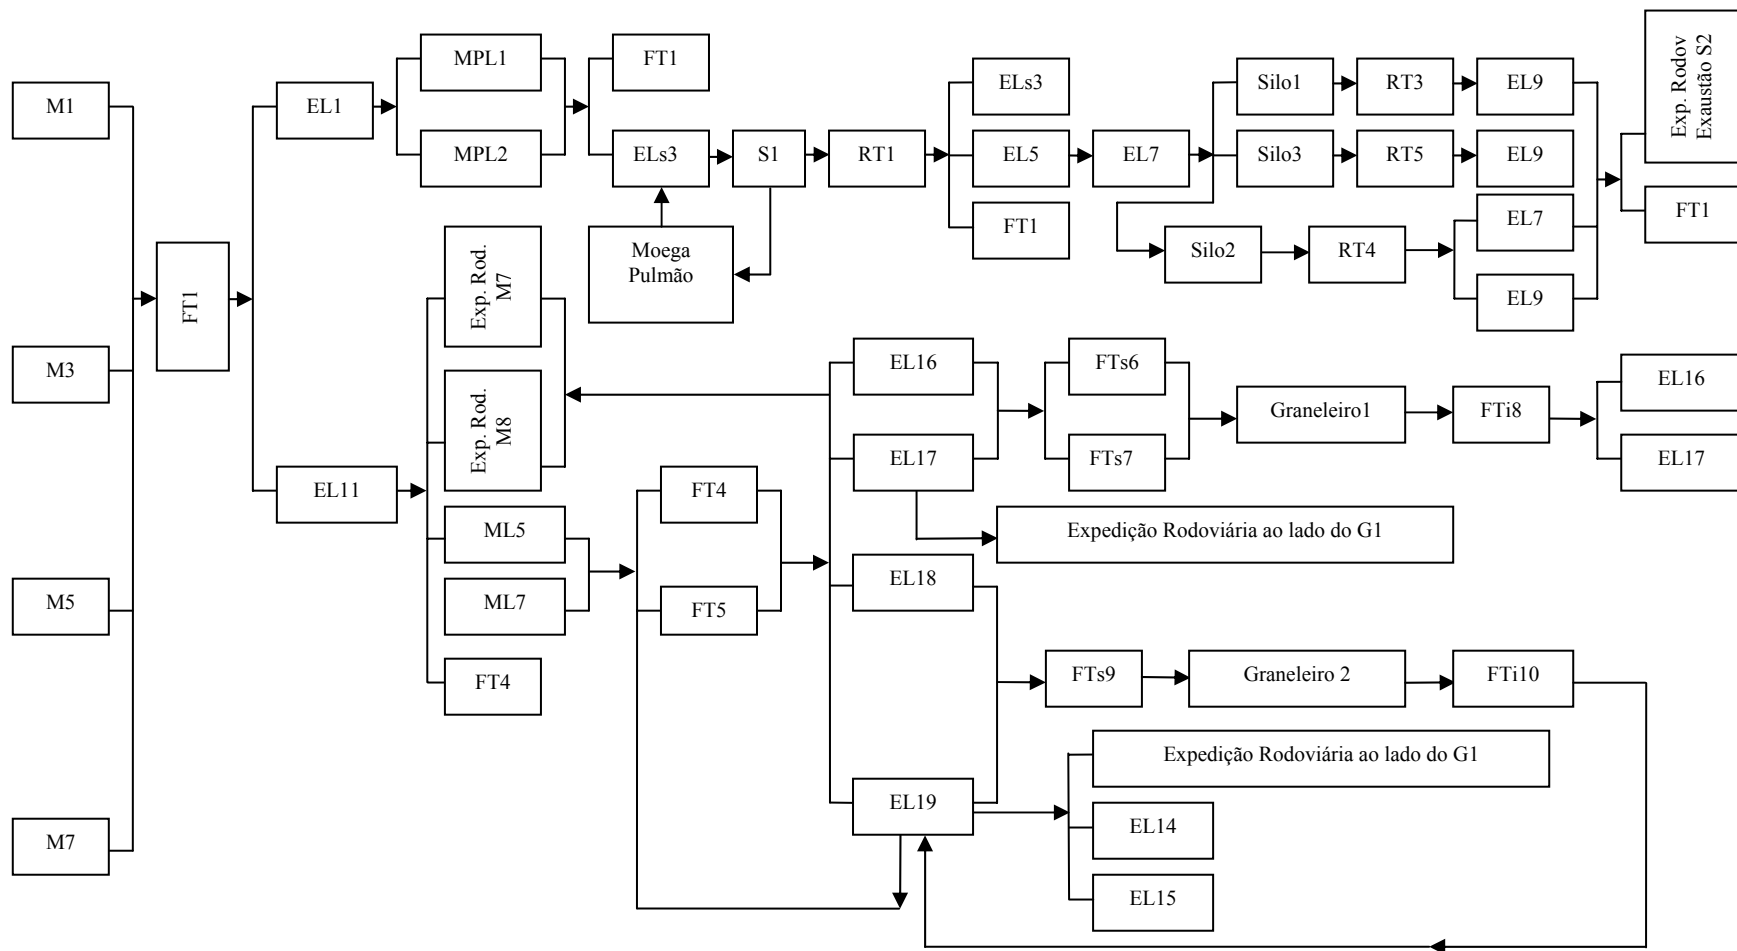 M1
M3
M5
M7
FT1
EL1
EL11
MPL1
MPL2
FT1
ELs3
S1
RT1
Moega
Pulmão
ELs3
EL5
FT1
EL7
Silo1
RT3
EL9
Silo3
RT5
EL9
Silo2
RT4
EL7
EL9
Exp. Rodov
Exaustão S2
FT1
Exp. Rod.
M7
Exp. Rod.
M8
ML5
ML7
FT4
FT4
FT5
EL16
EL17
EL18
EL19
FTs6
FTs7
Graneleiro1
FTi8
EL16
EL17
Expedição Rodoviária ao lado do G1
FTs9
Graneleiro 2
FTi10
Expedição Rodoviária ao lado do G1
EL14
EL15